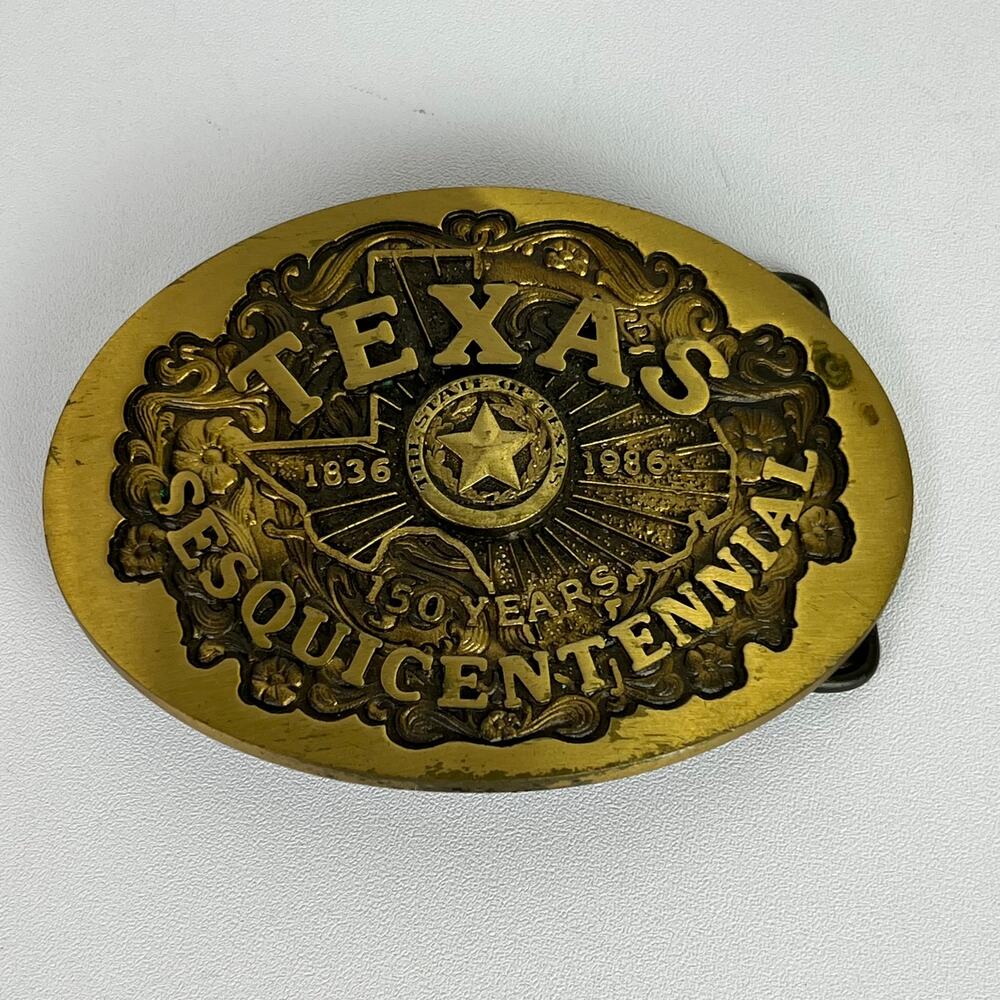 TEXAS
THE STATE OF TEXAS
1836 1986
150 YEARS
SESQUICENTENNIAL